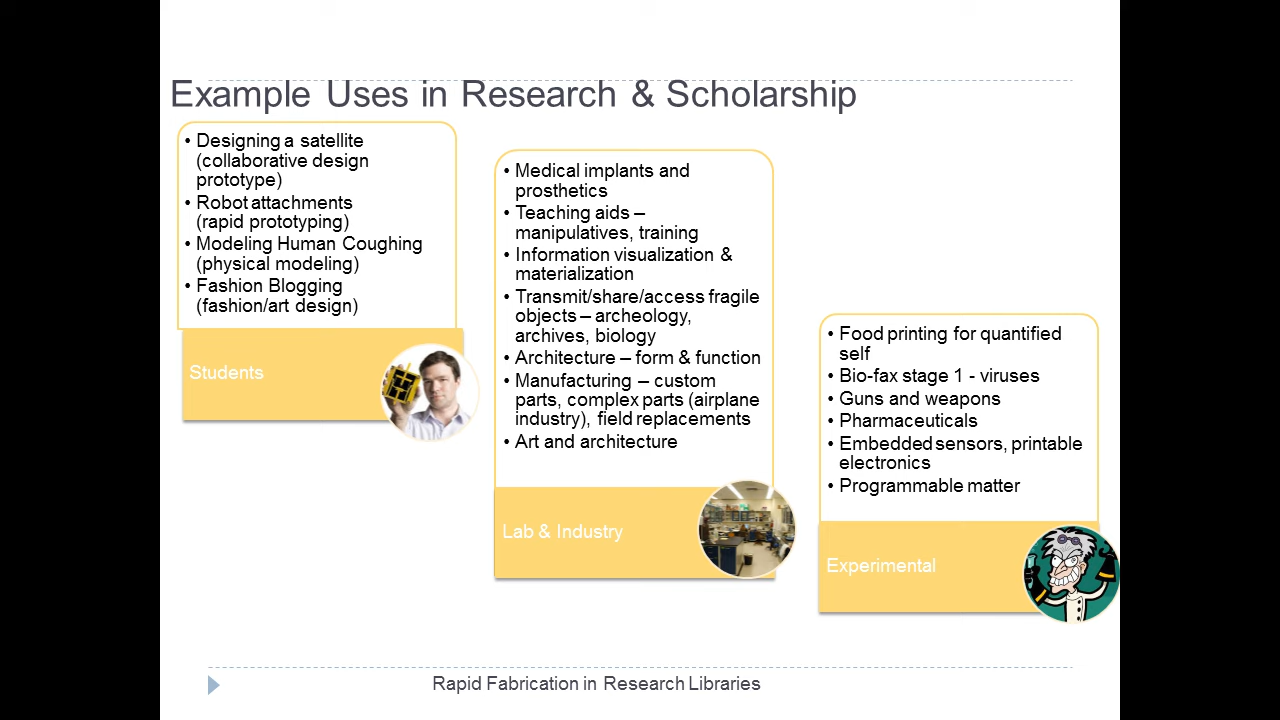 Example Uses in Research & Scholarship
• Designing a satellite
(collaborative design
prototype)
• Robot attachments
(rapid prototyping)
• Modeling Human Coughing
(physical modeling)
• Fashion Blogging
(fashion/art design)
Students
• Medical implants and
prosthetics
• Teaching aids –
manipulatives, training
• Information visualization &
materialization
• Transmit/share/access fragile
objects – archeology,
archives, biology
• Architecture – form & function
• Manufacturing – custom
parts, complex parts (airplane
industry), field replacements
• Art and architecture
Lab & Industry
• Food printing for quantified
self
• Bio-fax stage 1 - viruses
• Guns and weapons
• Pharmaceuticals
• Embedded sensors, printable
electronics
• Programmable matter
Experimental
Rapid Fabrication in Research Libraries